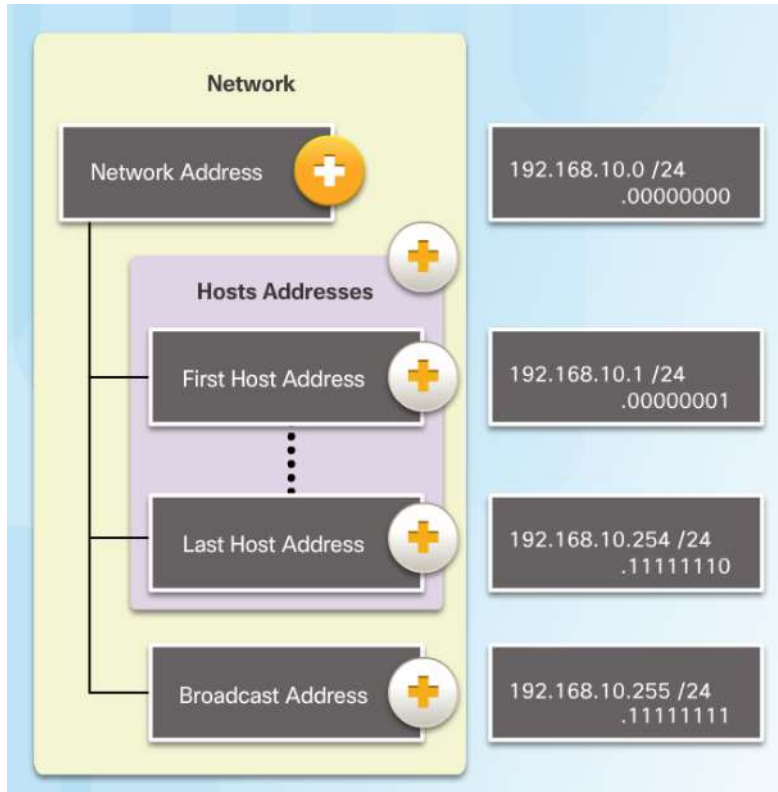 Network
Network Address
192.168.10.0 /24
.00000000
Hosts Addresses
First Host Address
192.168.10.1 /24
.00000001
Last Host Address
192.168.10.254 /24
.11111110
Broadcast Address
192.168.10.255 /24
.11111111